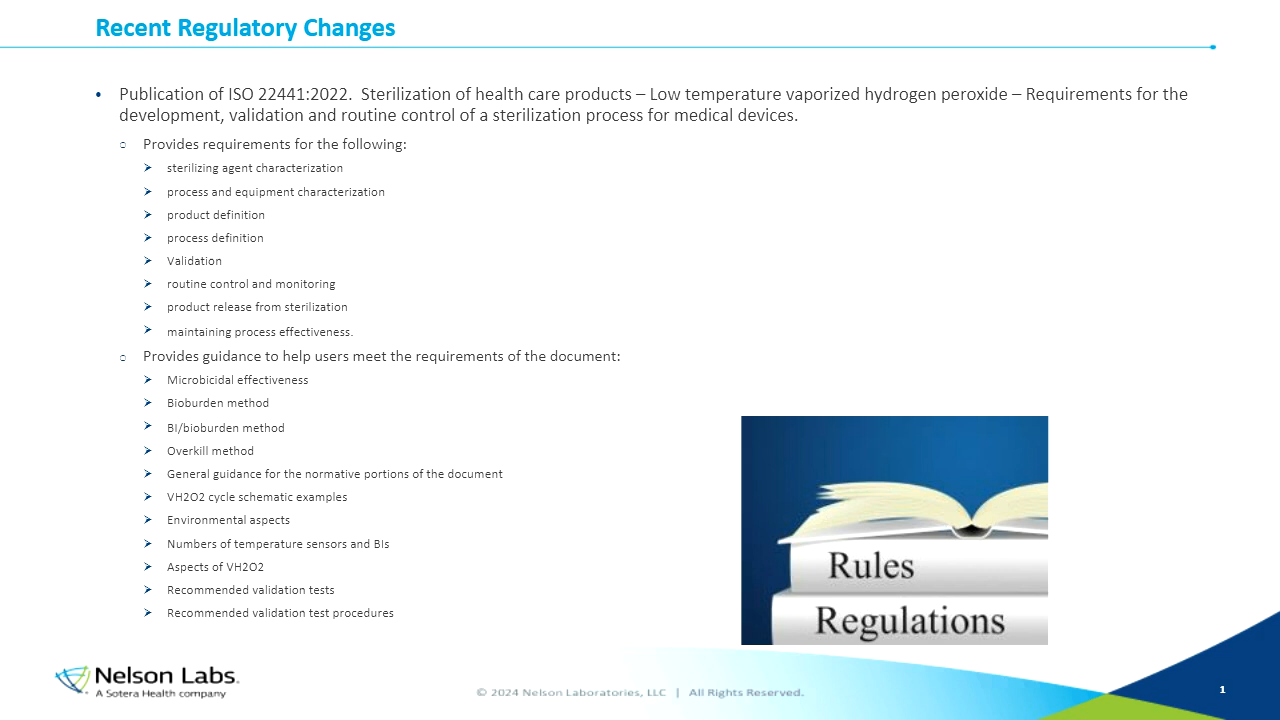 Recent Regulatory Changes
• Publication of ISO 22441:2022.  Sterilization of health care products – Low temperature vaporized hydrogen peroxide – Requirements for the
development, validation and routine control of a sterilization process for medical devices.
○ Provides requirements for the following:
➢ sterilizing agent characterization
➢ process and equipment characterization
➢ product definition
➢ process definition
➢ Validation
➢ routine control and monitoring
➢ product release from sterilization
➢ maintaining process effectiveness.
○ Provides guidance to help users meet the requirements of the document:
➢ Microbicidal effectiveness
➢ Bioburden method
➢ BI/bioburden method
➢ Overkill method
➢ General guidance for the normative portions of the document
➢ VH2O2 cycle schematic examples
➢ Environmental aspects
➢ Numbers of temperature sensors and BIs
➢ Aspects of VH2O2
➢ Recommended validation tests
➢ Recommended validation test procedures
Rules
Regulations
Nelson Labs.
A Sotera Health company
© 2024 Nelson Laboratories, LLC | All Rights Reserved.
1